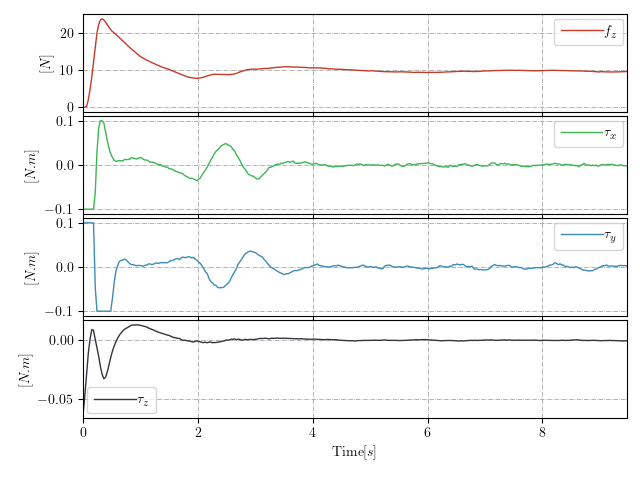 20
10
0
[N]
f_z
0.1
0.0
−0.1
[N.m]
τ_x
0.1
0.0
−0.1
[N.m]
τ_y
0.00
−0.05
[N.m]
τ_z
0 2 4 6 8
Time[s]